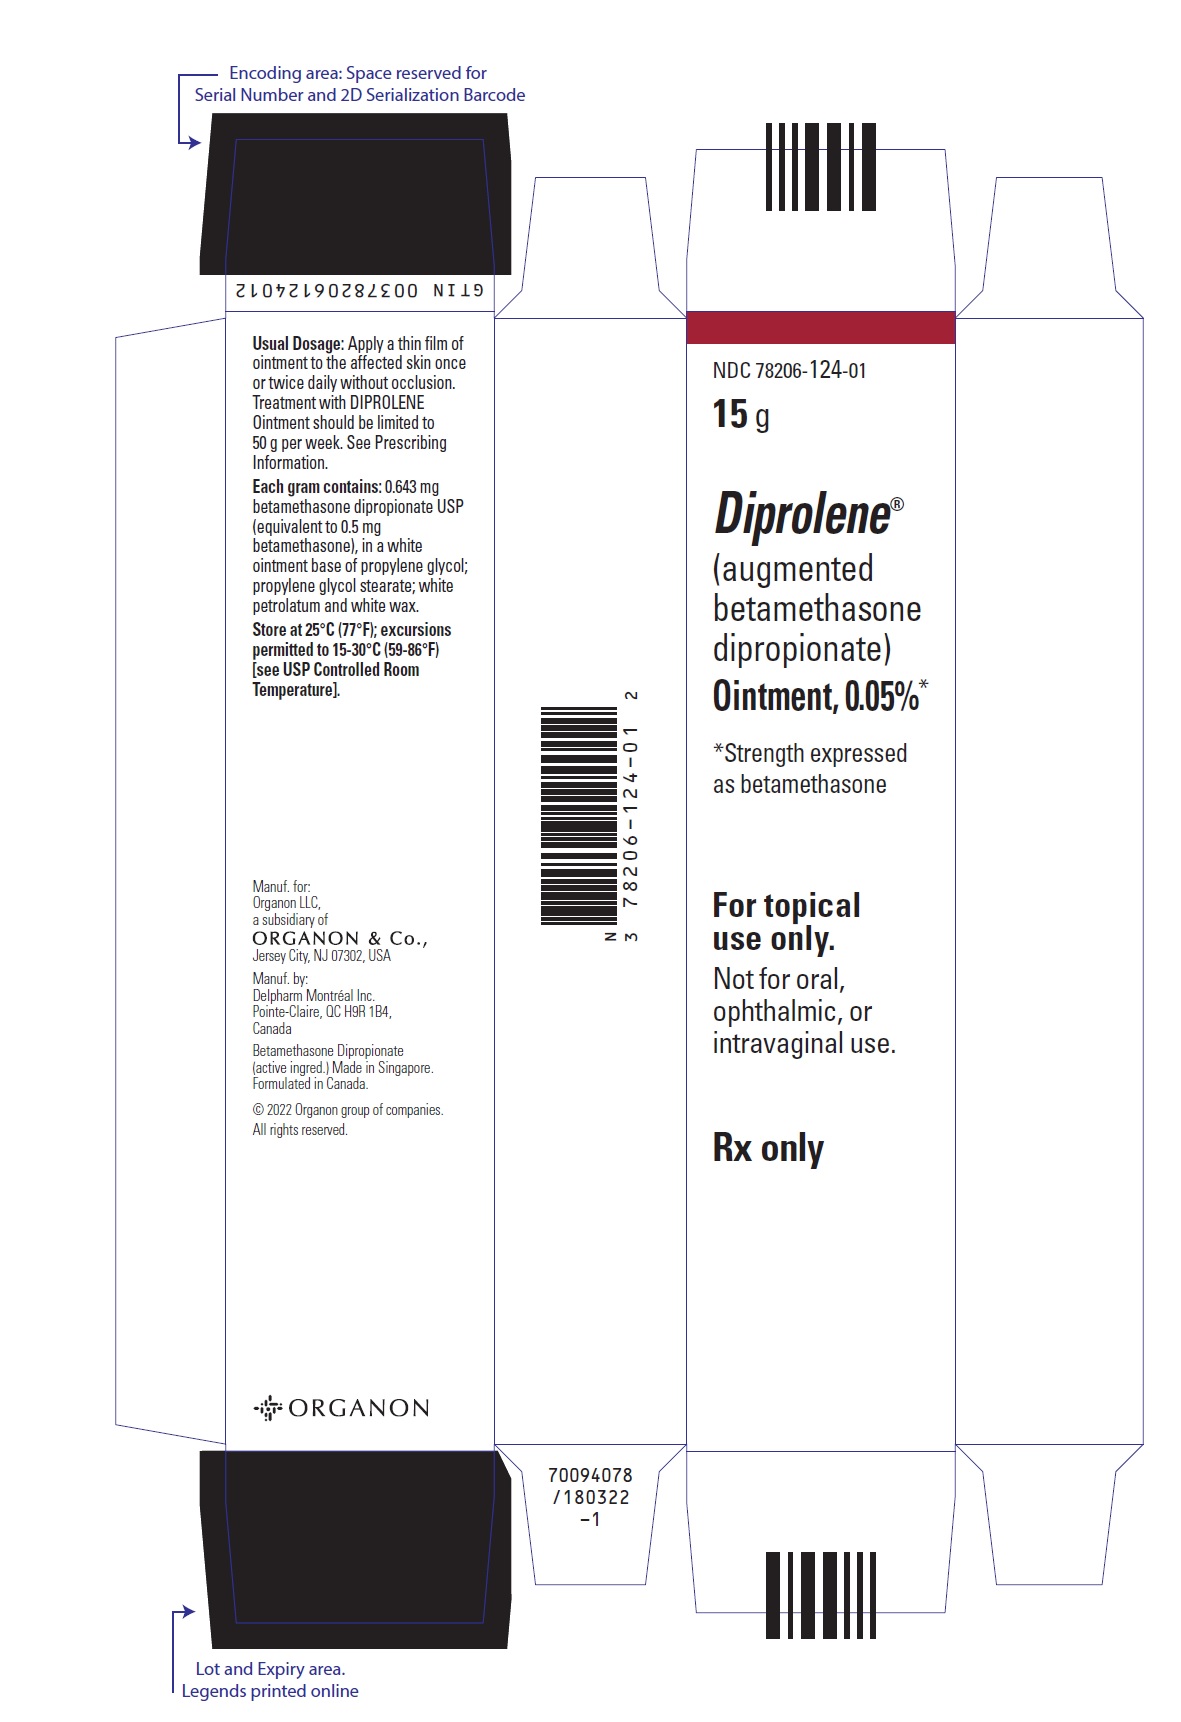 Encoding area: Space reserved for
Serial Number and 2D Serialization Barcode
GTIN 00378206124012
Usual Dosage: Apply a thin film of
ointment to the affected skin once
or twice daily without occlusion.
Treatment with DIPROLENE
Ointment should be limited to
50 g per week. See Prescribing
Information.
Each gram contains: 0.643 mg
betamethasone dipropionate USP
(equivalent to 0.5 mg
betamethasone), in a white
ointment base of propylene glycol;
propylene glycol stearate; white
petrolatum and white wax.
Store at 25°C (77°F); excursions
permitted to 15-30°C (59-86°F)
[see USP Controlled Room
Temperature].
Manuf. for:
Organon LLC,
a subsidiary of
ORGANON & Co.,
Jersey City, NJ 07302, USA
Manuf. by:
Delpharm Montréal Inc.
Pointe-Claire, QC H9R 1B4,
Canada
Betamethasone Dipropionate
(active ingred.) Made in Singapore.
Formulated in Canada.
© 2022 Organon group of companies.
All rights reserved.
ORGANON
Lot and Expiry area.
Legends printed online
N
3 78206-124-01 2
70094078
/180322
-1
NDC 78206-124-01
15 g
Diprolene®
(augmented
betamethasone
dipropionate)
Ointment, 0.05%*
*Strength expressed
as betamethasone
For topical
use only.
Not for oral,
ophthalmic, or
intravaginal use.
Rx only